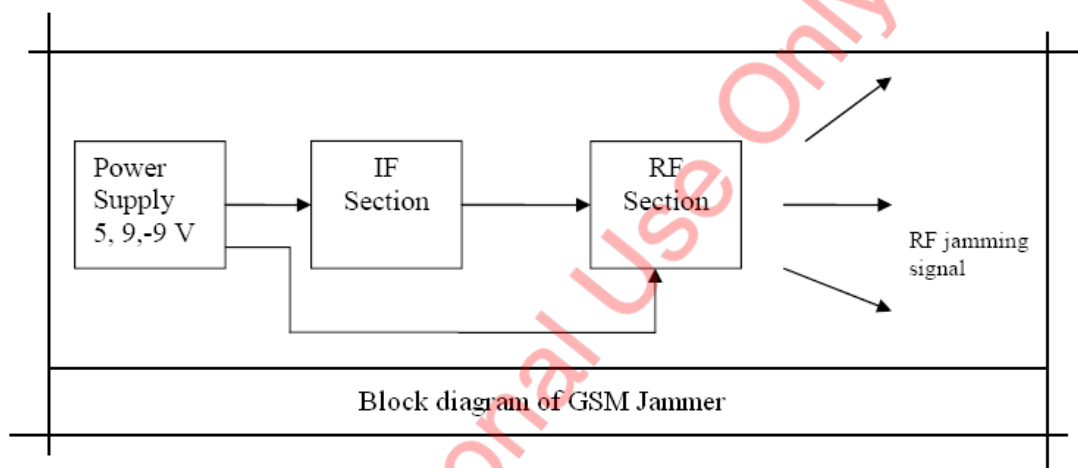 Power
Supply
5, 9,-9 V
IF
Section
RF
Section
RF jamming
signal
Block diagram of GSM Jammer
onal Use Only